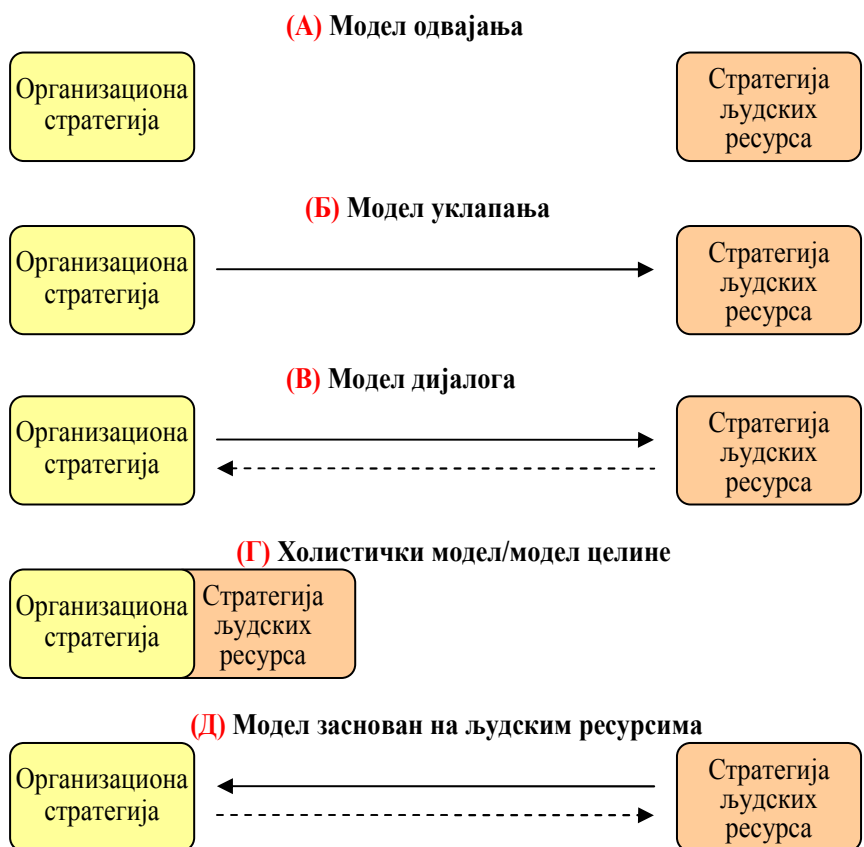 (А) Модел одвајања
Организациона
стратегија
Стратегија
људских
ресурса
(Б) Модел уклапања
Организациона
стратегија
Стратегија
људских
ресурса
(В) Модел дијалога
Организациона
стратегија
Стратегија
људских
ресурса
(Г) Холистички модел/модел целине
Организациона
стратегија
Стратегија
људских
ресурса
(Д) Модел заснован на људским ресурсима
Организациона
стратегија
Стратегија
људских
ресурса